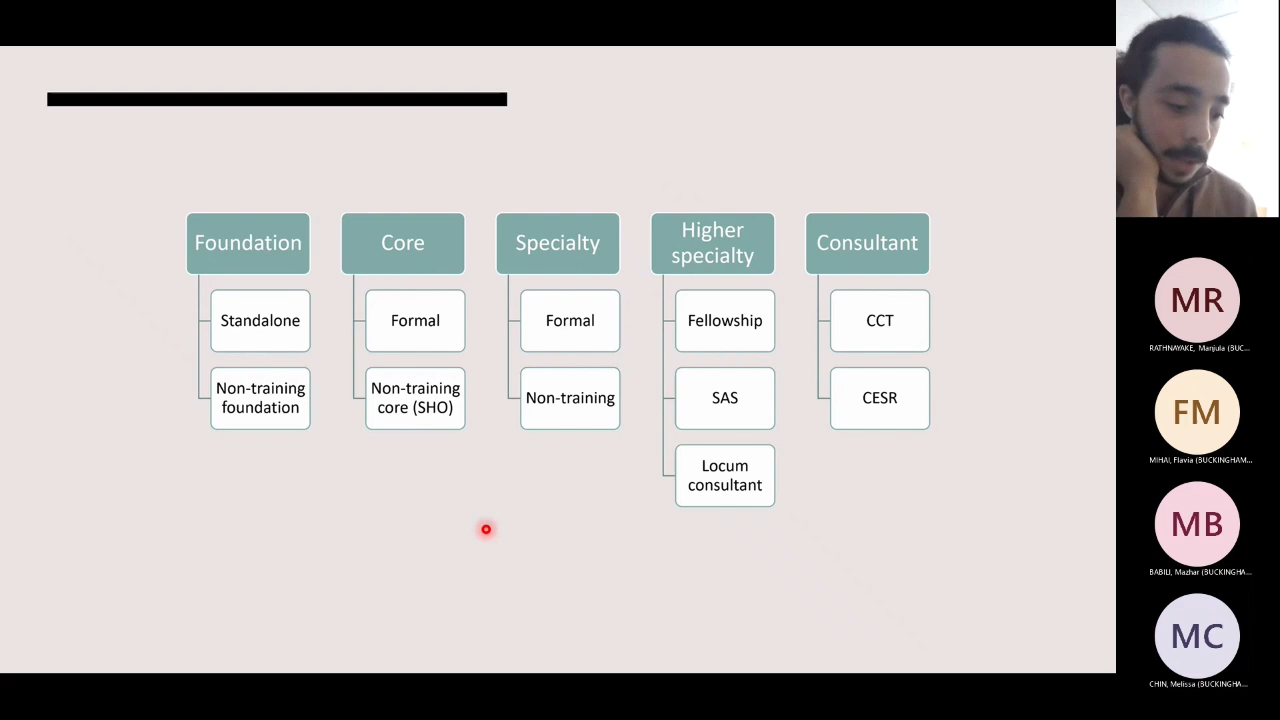 Foundation
Standalone
Non-training
foundation
Core
Formal
Non-training
core (SHO)
Specialty
Formal
Non-training
Higher
specialty
Fellowship
SAS
Locum
consultant
Consultant
CCT
CESR
MR
RATHNAYAKE, Manjula (BUC...
FM
MIHAI, Flavia (BUCKINGHAM...
MB
BABILI, Mazhar (BUCKINGHA...
MC
CHIN, Melissa (BUCKINGHA...